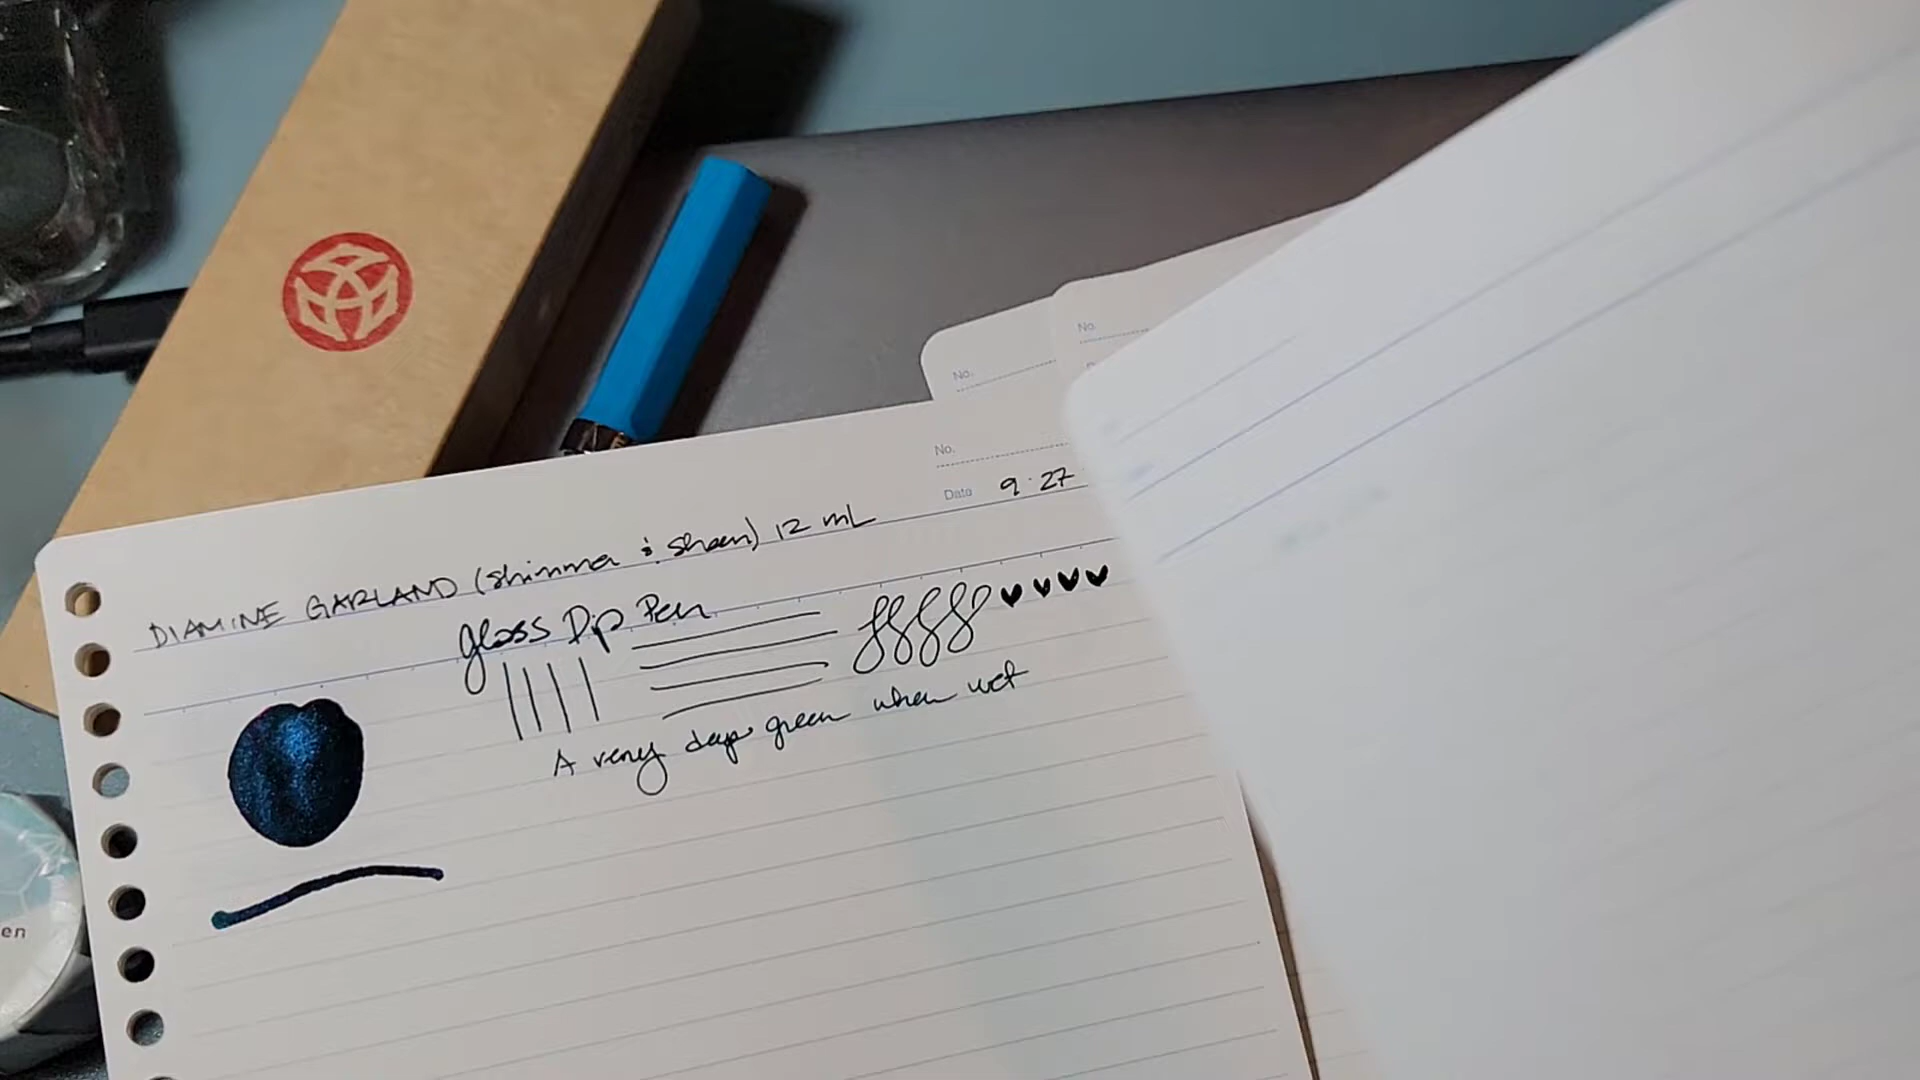 No.
No.
No.
Date 9·27
DIAMINE GARLAND (shimmer & sheen) 12 mL
Glass Dip Pen
A very deep green when wet
en